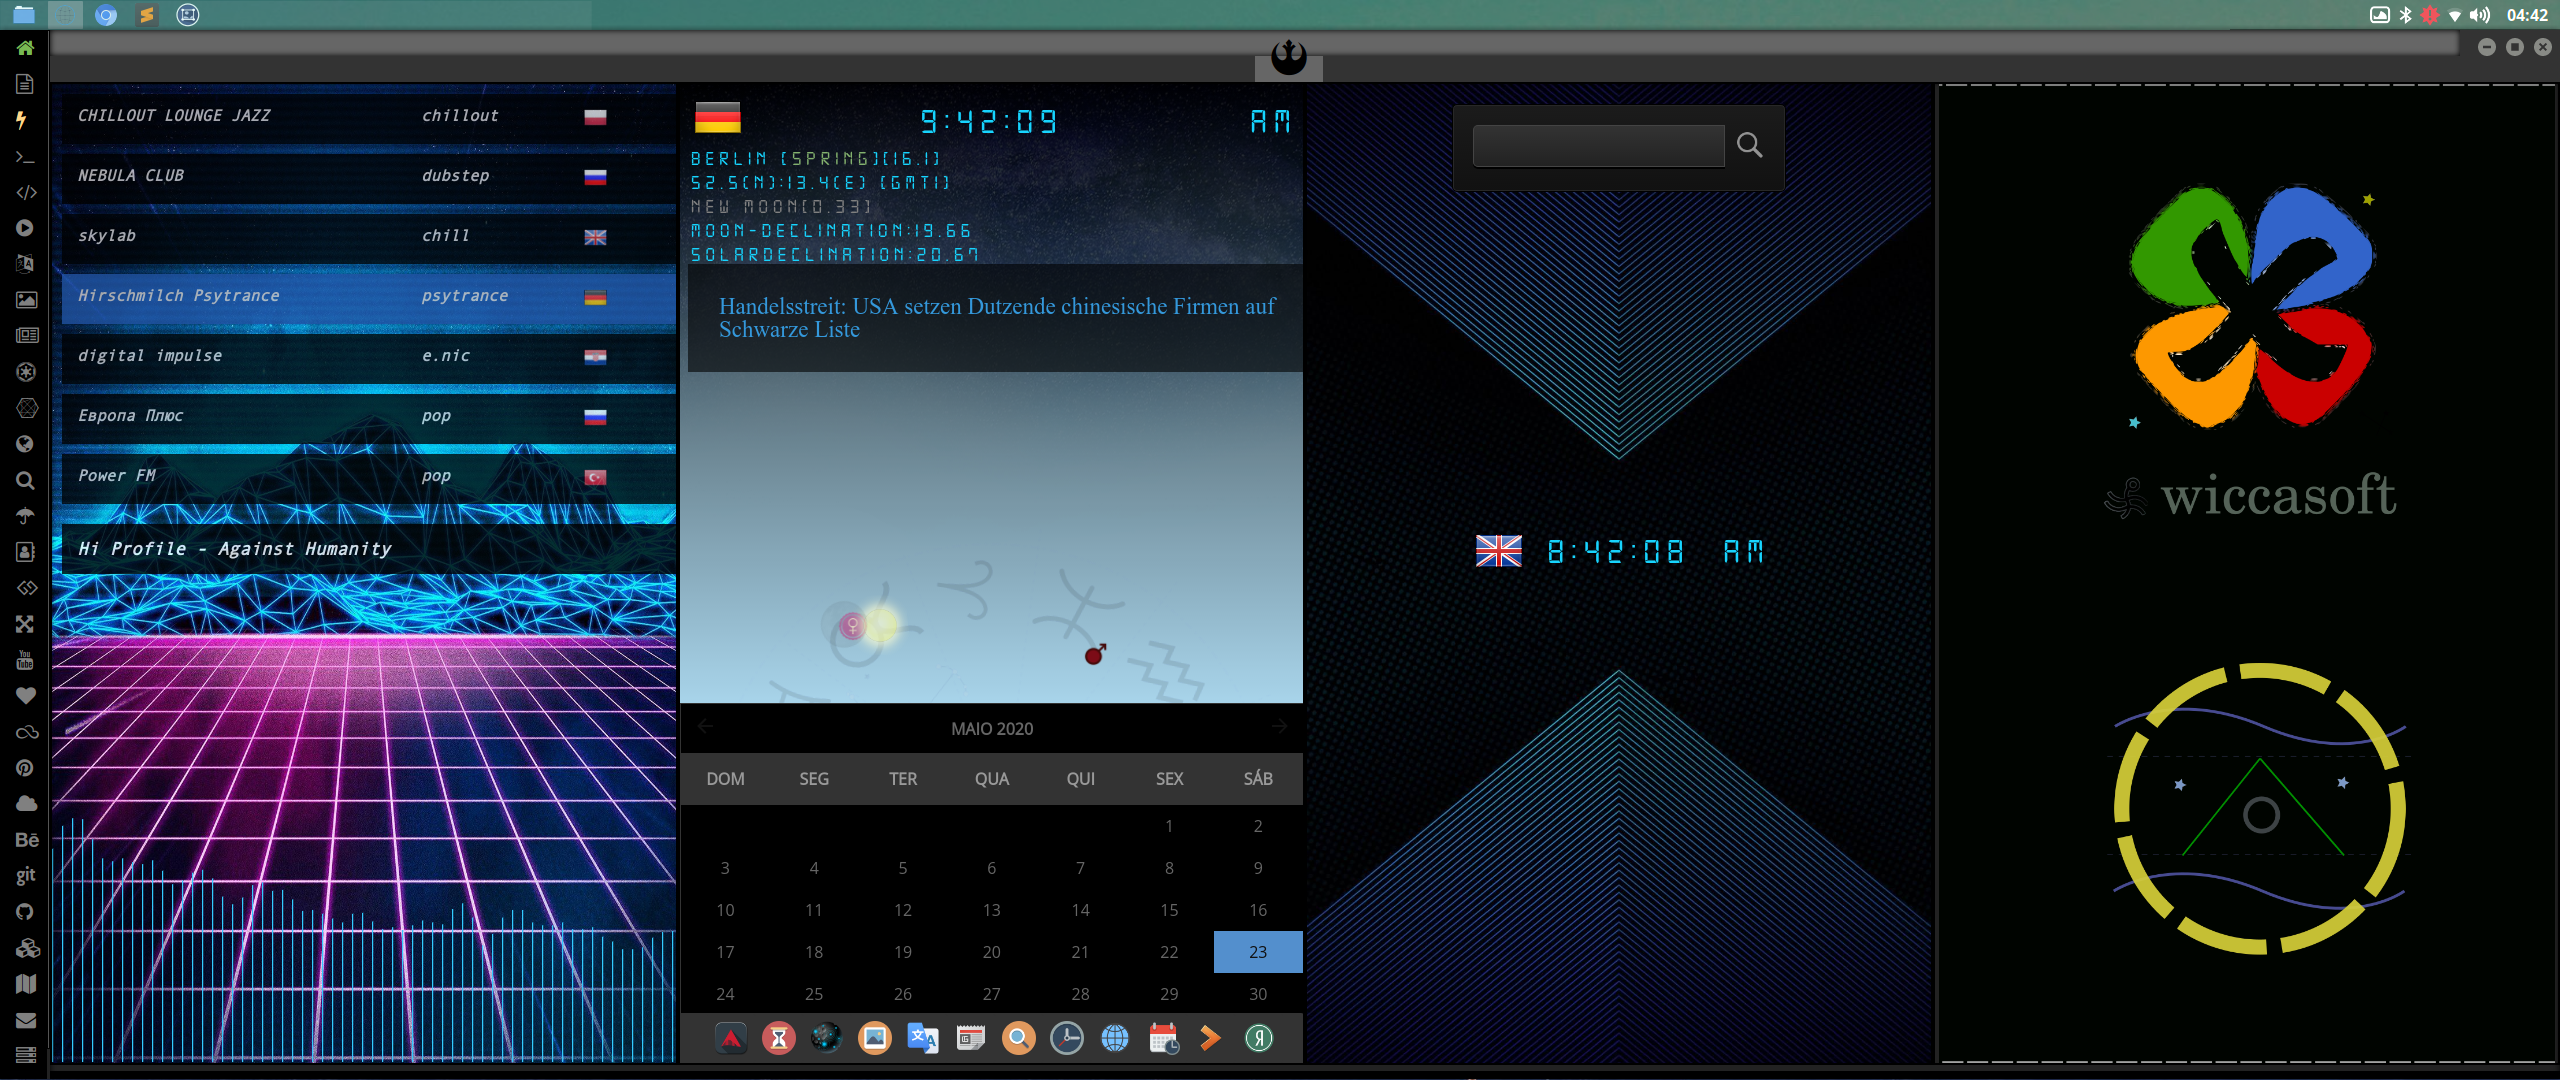 04:42
CHILLOUT LOUNGE JAZZ chillout
NEBULA CLUB dubstep
skylab chill
Hirschmilch Psytrance psytrance
digital impulse e.nic
Европа Плюс pop
Power FM pop
Hi Profile - Against Humanity
You
Tube
Bē
git
9:42:09 AM
BERLIN [SPRING][16.1]
52.5(N):13.4(E) [GMT1]
NEW MOON[0.33]
MOON-DECLINATION:19.66
SOLARDECLINATION:20.67
Handelsstreit: USA setzen Dutzende chinesische Firmen auf
Schwarze Liste
MAIO 2020
DOM SEG TER QUA QUI SEX SÁB
1 2
3 4 5 6 7 8 9
10 11 12 13 14 15 16
17 18 19 20 21 22 23
24 25 26 27 28 29 30
8:42:08 AM
wiccasoft